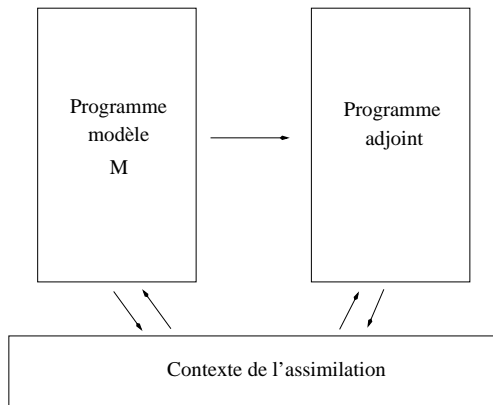 Programme
modèle
M
Programme
adjoint
Contexte de l'assimilation